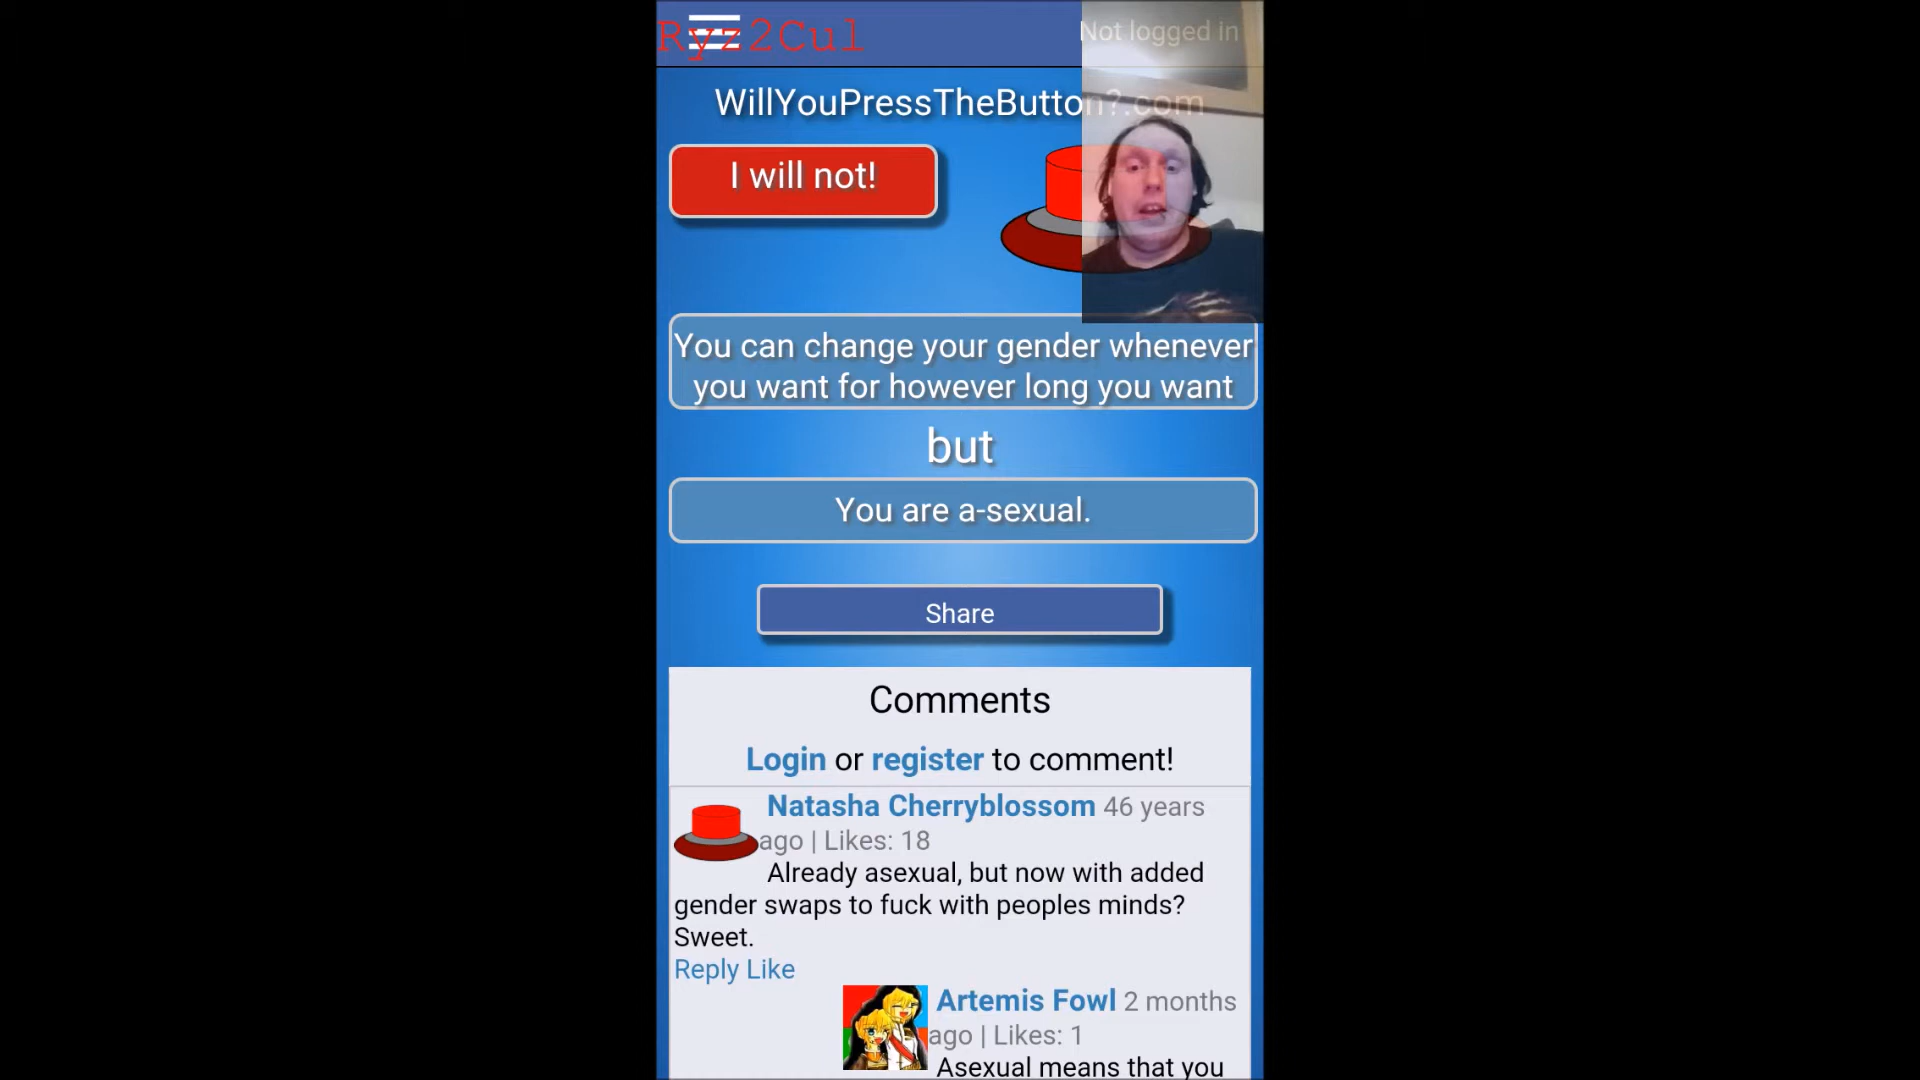 Ryz2Cul
Not logged in
WillYouPressTheButton?.com
I will not!
You can change your gender whenever
you want for however long you want
but
You are a-sexual.
Share
Comments
Login or register to comment!
Natasha Cherryblossom 46 years
ago | Likes: 18
Already asexual, but now with added
gender swaps to fuck with peoples minds?
Sweet.
Reply Like
Artemis Fowl 2 months
ago | Likes: 1
Asexual means that you